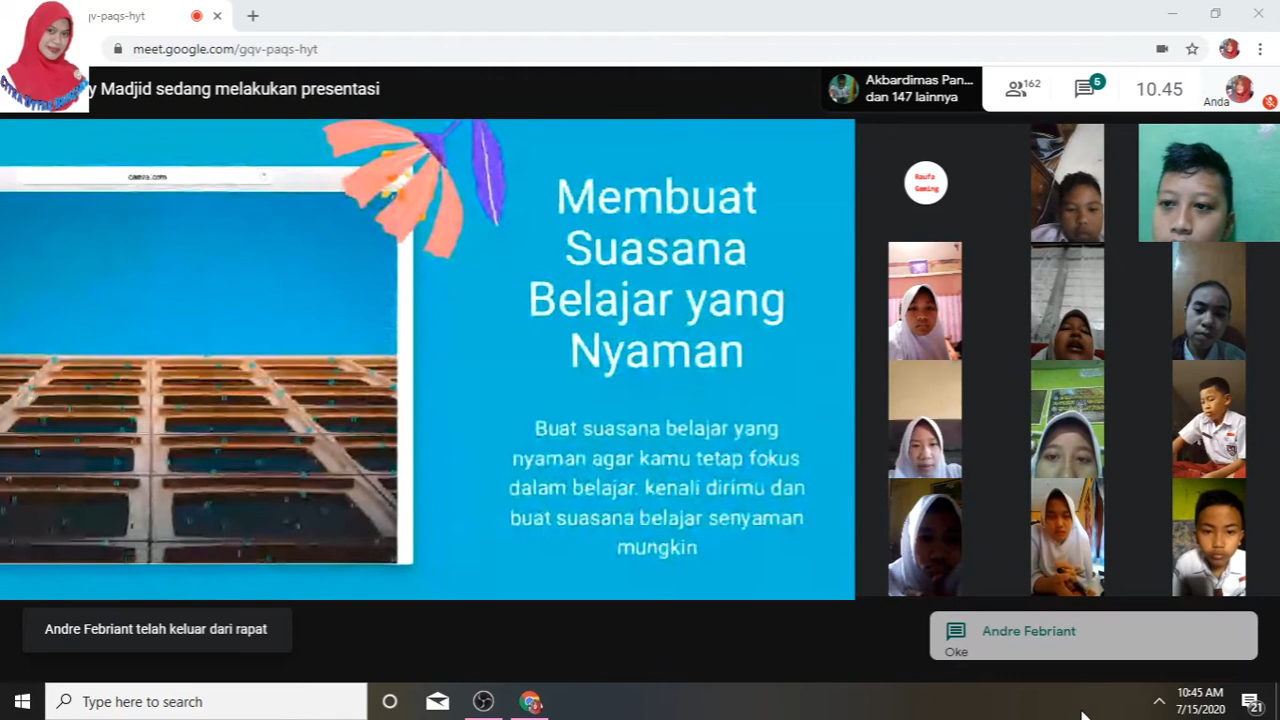 qv-paqs-hyt
meet.google.com/gqv-paqs-hyt
y Madjid sedang melakukan presentasi
Akbardimas Pan...
dan 147 lainnya
162
5
10.45
Anda
canva.com
Membuat
Suasana
Belajar yang
Nyaman
Buat suasana belajar yang
nyaman agar kamu tetap fokus
dalam belajar. kenali dirimu dan
buat suasana belajar senyaman
mungkin
Raufa
Gaming
Andre Febriant telah keluar dari rapat
Andre Febriant
Oke
Type here to search
10:45 AM
7/15/2020
21